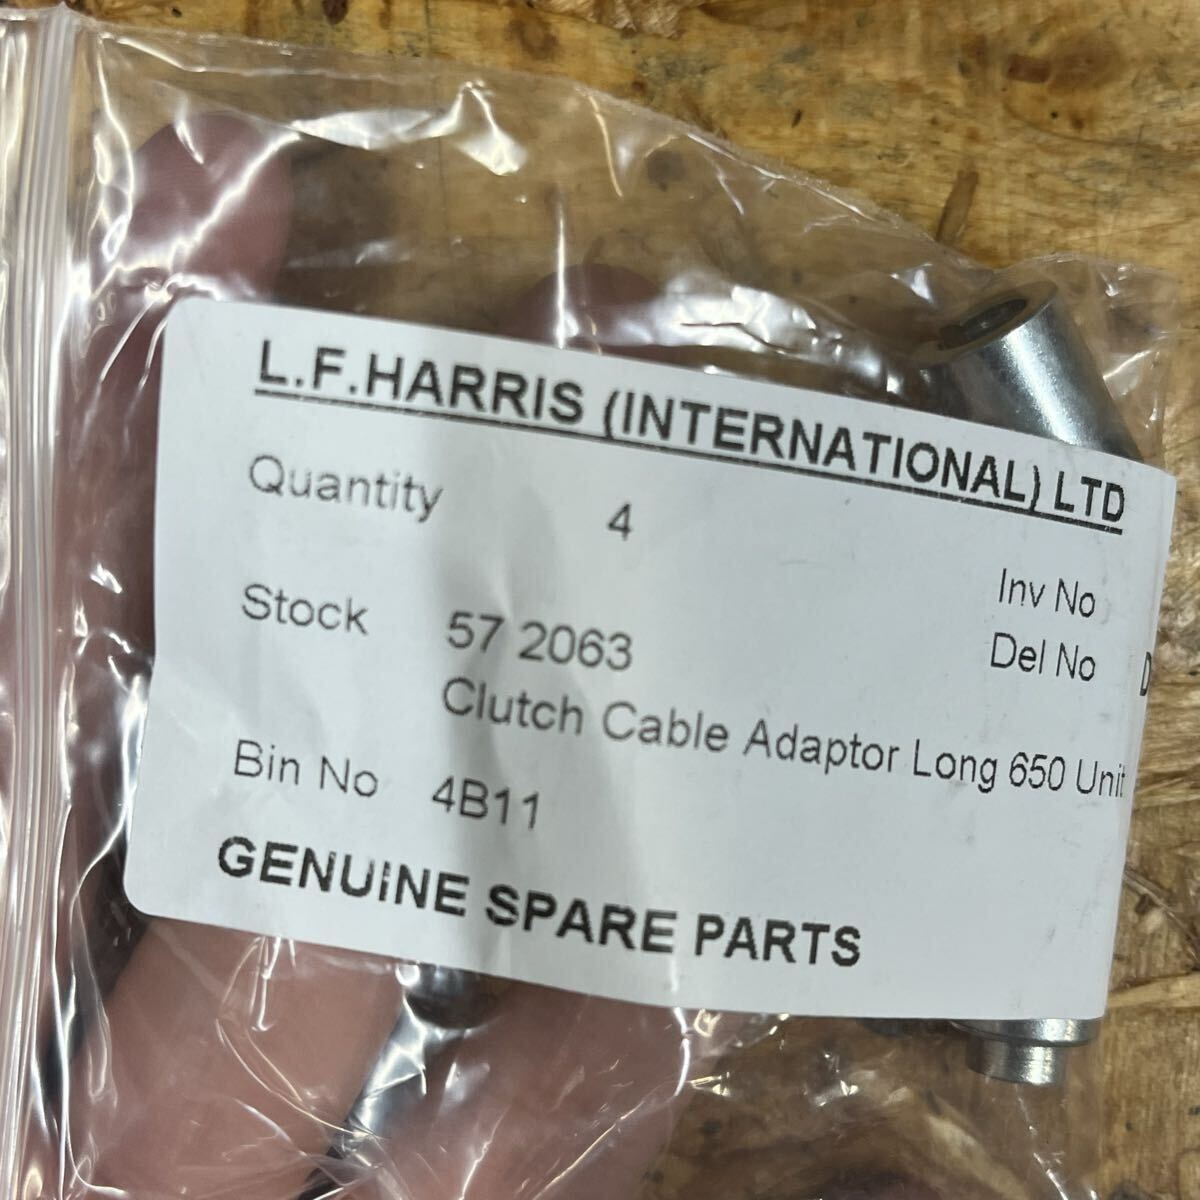 L.F.HARRIS (INTERNATIONAL) LTD
Quantity 4
Inv No
Stock 57 2063
Del No D
Clutch Cable Adaptor Long 650 Unit
Bin No 4B11
GENUINE SPARE PARTS